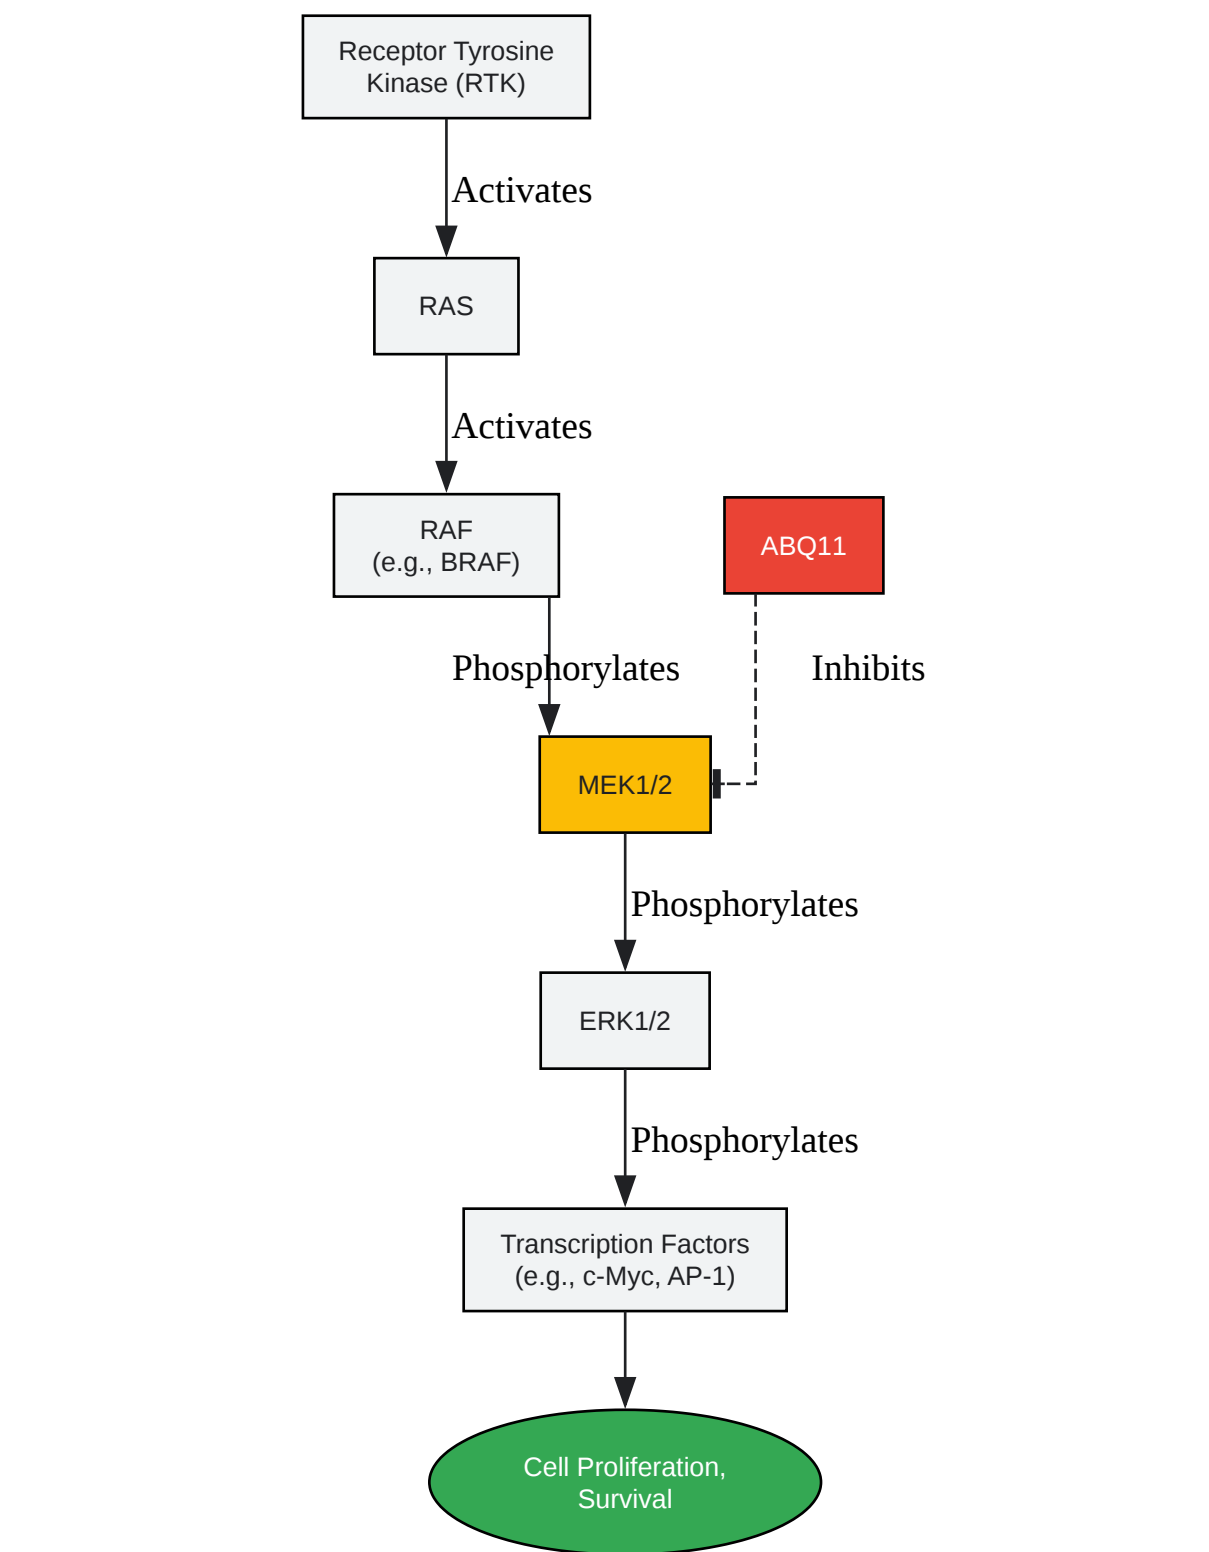 Receptor Tyrosine
Kinase (RTK)
Activates
RAS
Activates
RAF
(e.g., BRAF)
ABQ11
Phosphorylates
Inhibits
MEK1/2
Phosphorylates
ERK1/2
Phosphorylates
Transcription Factors
(e.g., c-Myc, AP-1)
Cell Proliferation,
Survival